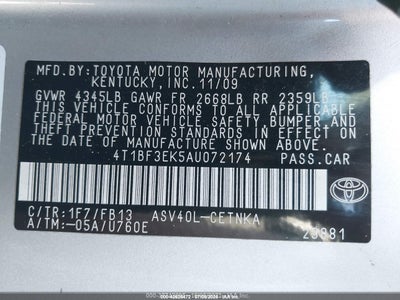 MFD.BY:TOYOTA MOTOR MANUFACTURING,
KENTUCKY, INC. 11/09
GVWR 4345LB GAWR FR 2668LB RR 2359LB
THIS VEHICLE CONFORMS TO ALL APPLICABLE
FEDERAL MOTOR VEHICLE SAFETY, BUMPER, AND
THEFT PREVENTION STANDARDS IN EFFECT ON
THE DATE OF MANUFACTURE SHOWN ABOVE.
4T1BF3EK5AU072174 PASS.CAR
C/TR:1F7/FB13 ASV40L-CETNKA
A/TM:-05A/U760E
TOYOTA